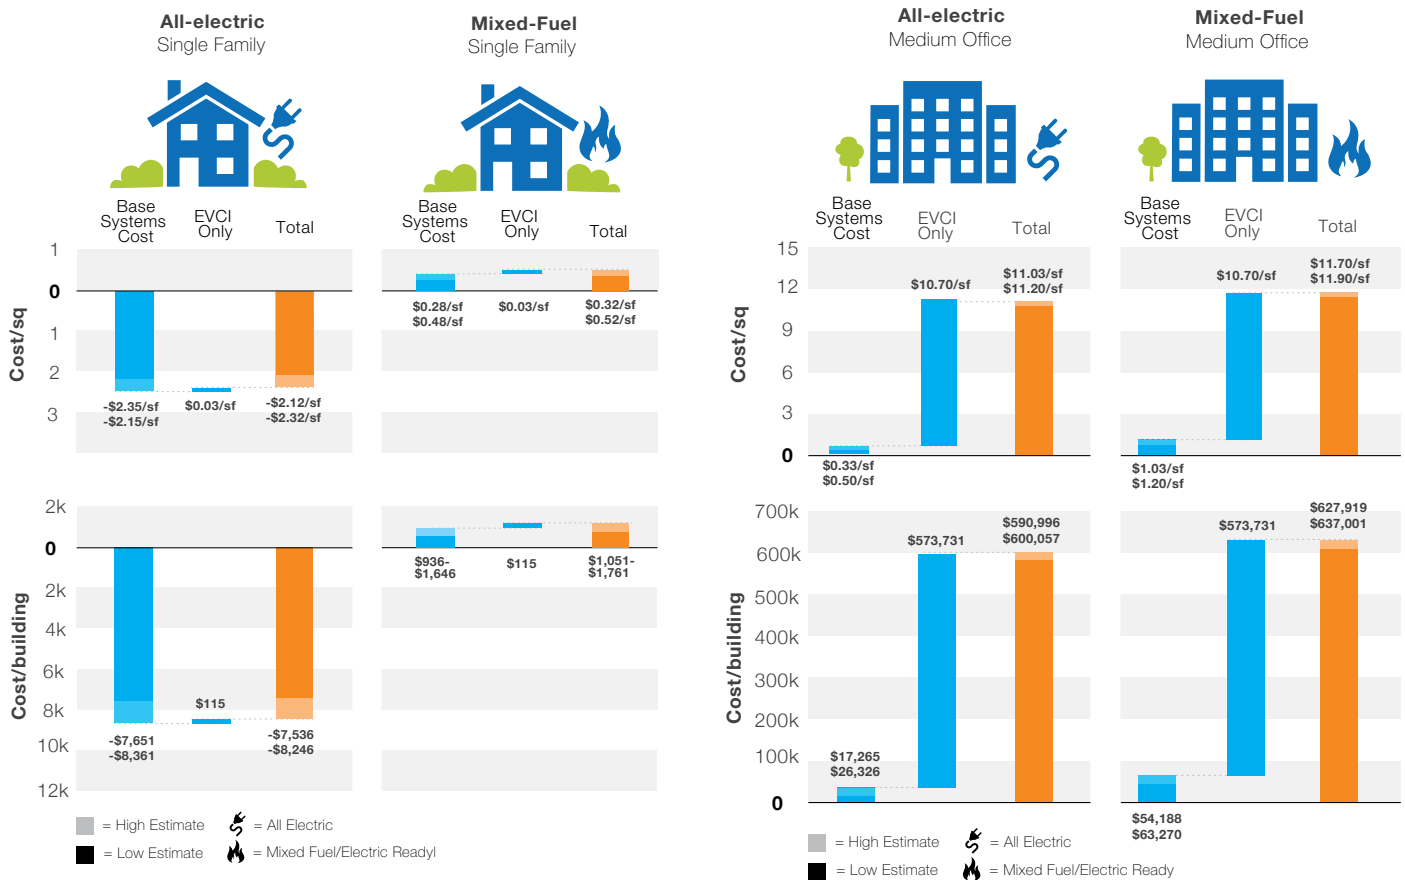 All-electric
Single Family
Mixed-Fuel
Single Family
All-electric
Medium Office
Mixed-Fuel
Medium Office
Base
Systems
Cost
EVCI
Only
Total
Base
Systems
Cost
EVCI
Only
Total
Base
Systems
Cost
EVCI
Only
Total
Base
Systems
Cost
EVCI
Only
Total
Cost/sq
1
0
1
2
3
-$2.35/sf
-$2.15/sf
$0.03/sf
-$2.12/sf
-$2.32/sf
$0.28/sf
$0.48/sf
$0.03/sf
$0.32/sf
$0.52/sf
Cost/sq
15
12
9
6
3
0
$0.33/sf
$0.50/sf
$10.70/sf
$11.03/sf
$11.20/sf
$1.03/sf
$1.20/sf
$10.70/sf
$11.70/sf
$11.90/sf
Cost/building
2k
0
2k
4k
6k
8k
10k
12k
-$7,651
-$8,361
$115
-$7,536
-$8,246
$936-
$1,646
$115
$1,051-
$1,761
Cost/building
700k
600k
500k
400k
300k
200k
100k
0
$17,265
$26,326
$573,731
$590,996
$600,057
$54,188
$63,270
$573,731
$627,919
$637,001
= High Estimate
= All Electric
= Low Estimate
= Mixed Fuel/Electric Readyl
= High Estimate
= All Electric
= Low Estimate
= Mixed Fuel/Electric Ready